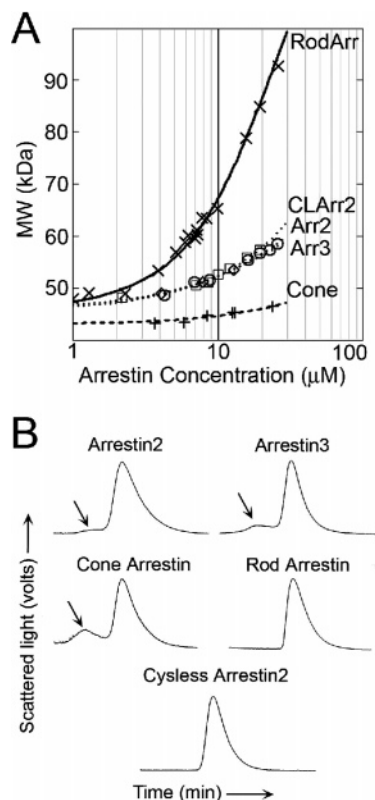 A
RodArr
90
80
70
60
50
MW (kDa)
CLArr2
Arr2
Arr3
Cone
1 10 100
Arrestin Concentration (μM)
B
Arrestin2 Arrestin3
Cone Arrestin Rod Arrestin
Cysless Arrestin2
Scattered light (volts)
Time (min)